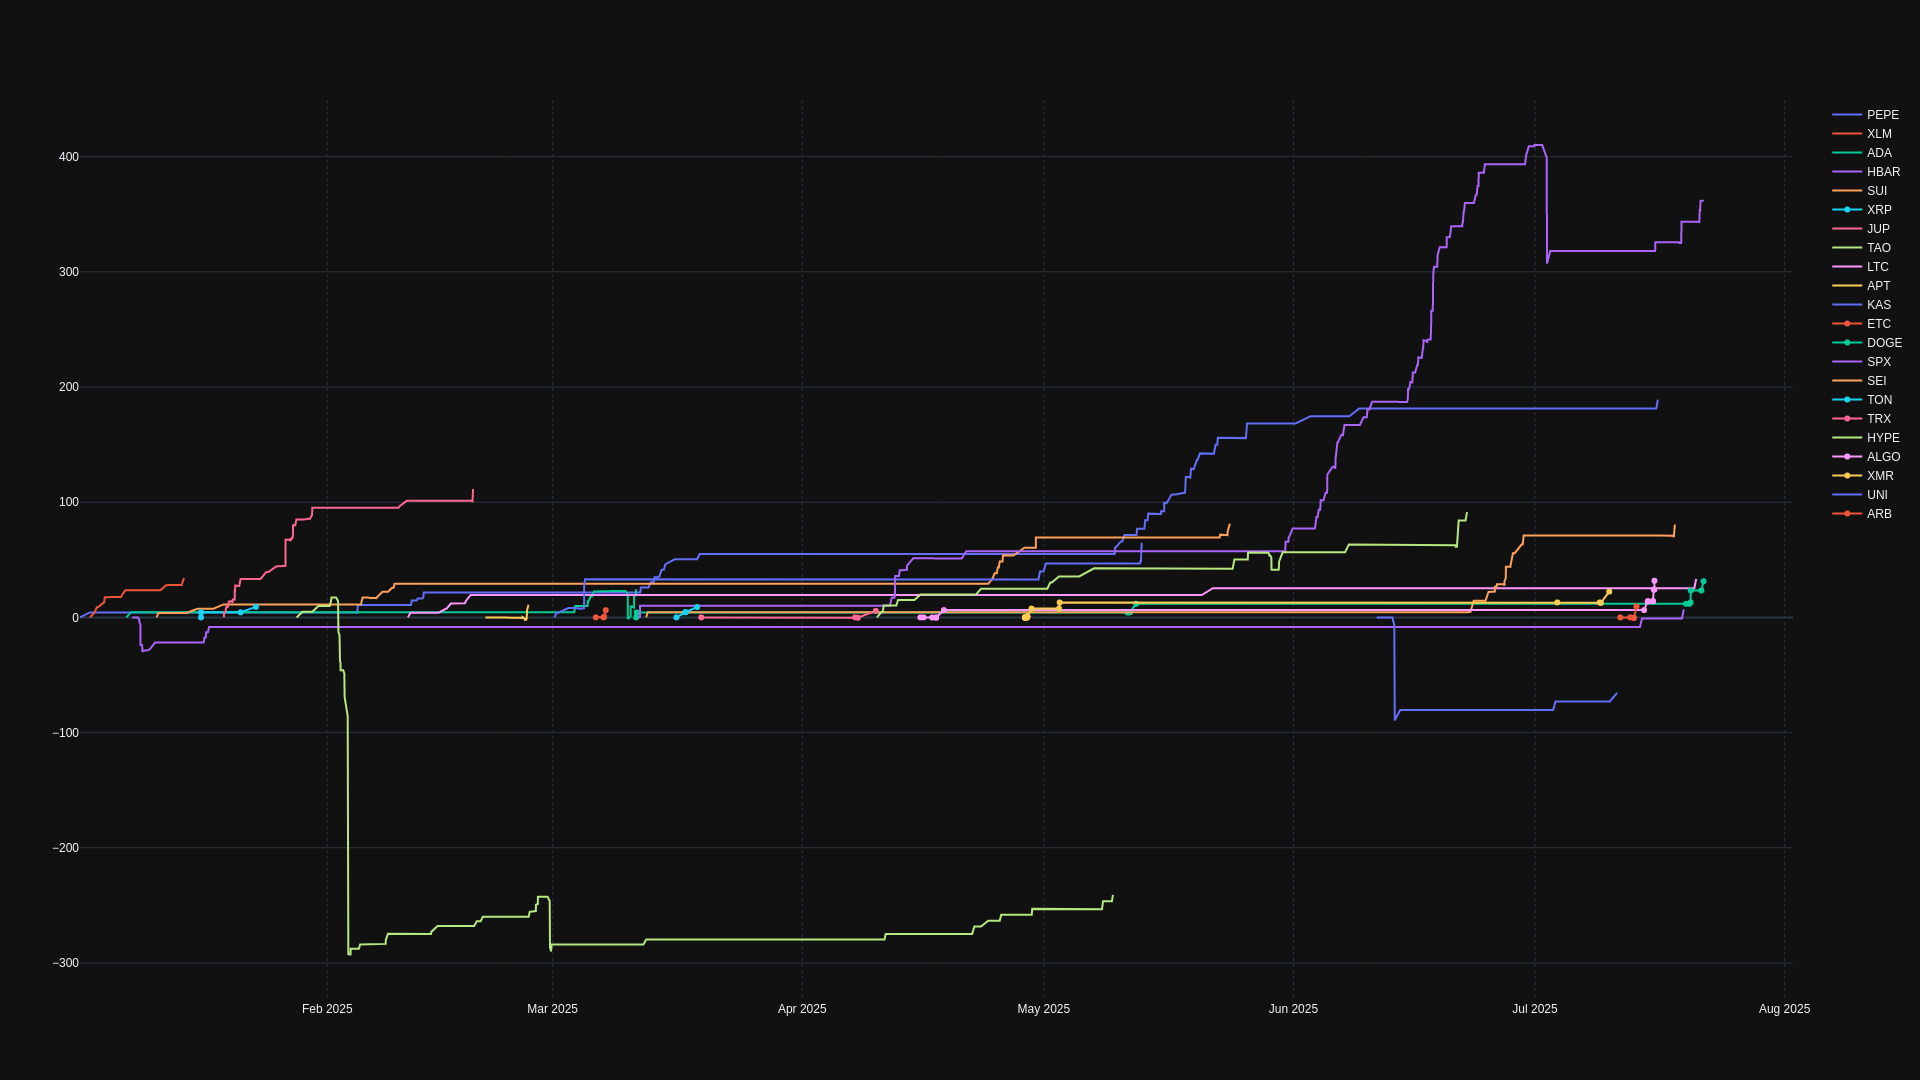 400
300
200
100
0
−100
−200
−300
Feb 2025
Mar 2025
Apr 2025
May 2025
Jun 2025
Jul 2025
Aug 2025
PEPE
XLM
ADA
HBAR
SUI
XRP
JUP
TAO
LTC
APT
KAS
ETC
DOGE
SPX
SEI
TON
TRX
HYPE
ALGO
XMR
UNI
ARB